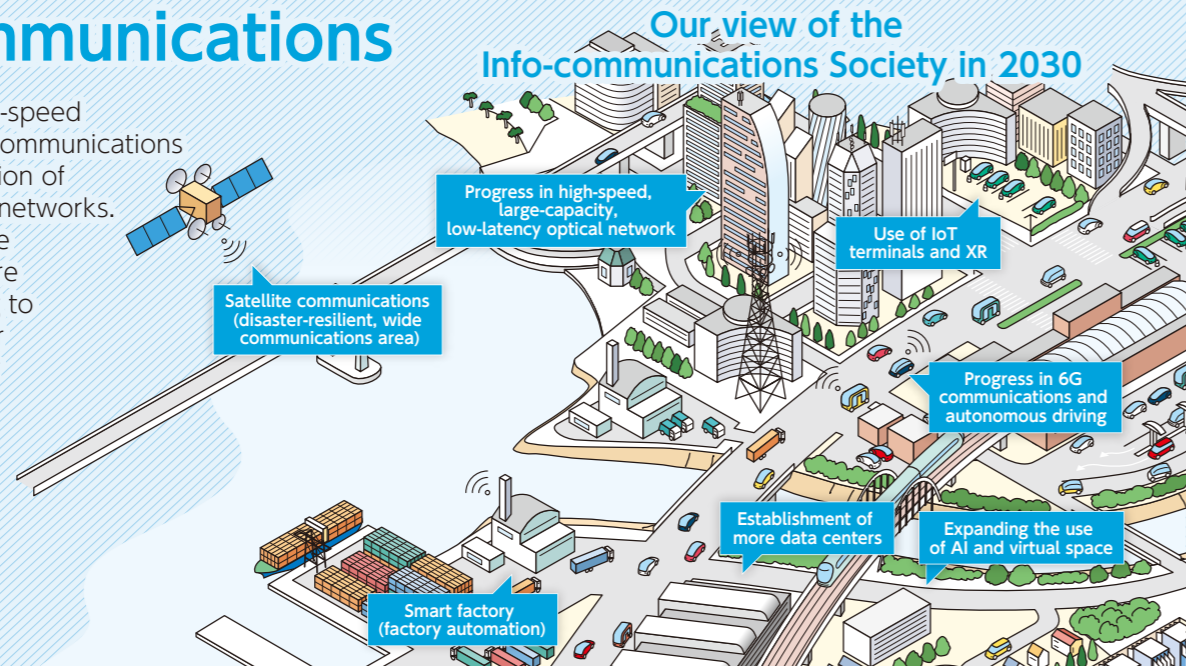 mmunications
-speed
ommunications
ion of
networks.
e
re
to
r
Our view of the
Info-communications Society in 2030
Progress in high-speed,
large-capacity,
low-latency optical network
Use of IoT
terminals and XR
Satellite communications
(disaster-resilient, wide
communications area)
Progress in 6G
communications and
autonomous driving
Establishment of
more data centers
Expanding the use
of AI and virtual space
Smart factory
(factory automation)